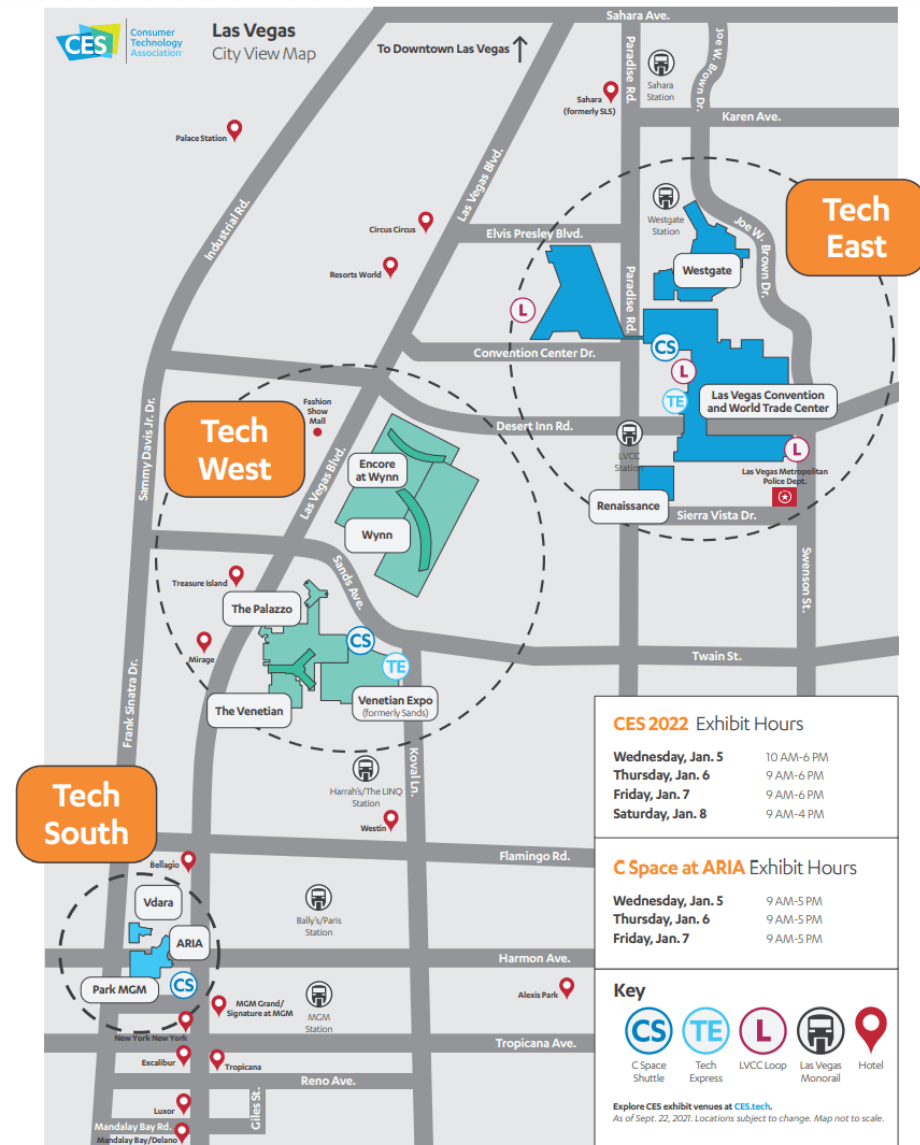 CES
Consumer
Technology
Association
Las Vegas
City View Map
To Downtown Las Vegas
Sahara Ave.
Paradise Rd.
Joe W. Brown Dr.
Sahara
Station
Sahara
(formerly SLS)
Karen Ave.
Palace Station
Industrial Rd.
Las Vegas Blvd.
Westgate
Station
Tech
East
Circus Circus
Elvis Presley Blvd.
Joe W. Brown Dr.
Resorts World
Westgate
Paradise Rd.
L
CS
Convention Center Dr.
L
TE
Las Vegas Convention
and World Trade Center
Fashion
Show
Mall
Tech
West
Sammy Davis Jr. Dr.
Las Vegas Blvd.
Desert Inn Rd.
LVCC
Station
L
Las Vegas Metropolitan
Police Dept.
Encore
at Wynn
Renaissance
Sierra Vista Dr.
Wynn
Sands Ave.
Swenson St.
Treasure Island
The Palazzo
CS
Mirage
TE
Twain St.
Frank Sinatra Dr.
The Venetian
Venetian Expo
(formerly Sands)
Koval Ln.
Harrah's/The LINQ
Station
Tech
South
Westin
Flamingo Rd.
Bellagio
Vdara
Bally's/Paris
Station
ARIA
Harmon Ave.
Park MGM
CS
MGM Grand/
Signature at MGM
MGM
Station
Alexis Park
New York New York
Tropicana Ave.
Excalibur
Tropicana
Reno Ave.
Giles St.
Luxor
Mandalay Bay Rd.
Mandalay Bay/Delano
CES 2022 Exhibit Hours
Wednesday, Jan. 5 10 AM-6 PM
Thursday, Jan. 6 9 AM-6 PM
Friday, Jan. 7 9 AM-6 PM
Saturday, Jan. 8 9 AM-4 PM
C Space at ARIA Exhibit Hours
Wednesday, Jan. 5 9 AM-5 PM
Thursday, Jan. 6 9 AM-5 PM
Friday, Jan. 7 9 AM-5 PM
Key
CS TE L
C Space
Shuttle
Tech
Express
LVCC Loop
Las Vegas
Monorail
Hotel
Explore CES exhibit venues at CES.tech.
As of Sept. 22, 2021. Locations subject to change. Map not to scale.